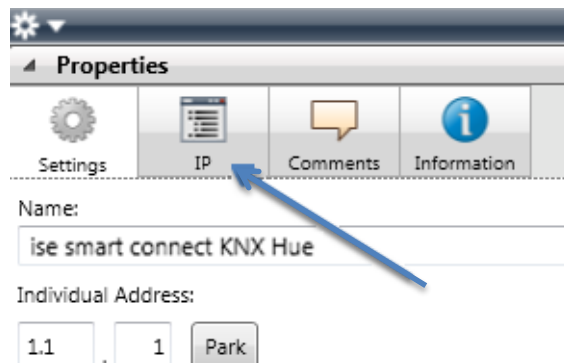 Properties
Settings IP Comments Information
Name:
ise smart connect KNX Hue
Individual Address:
1.1 . 1 Park